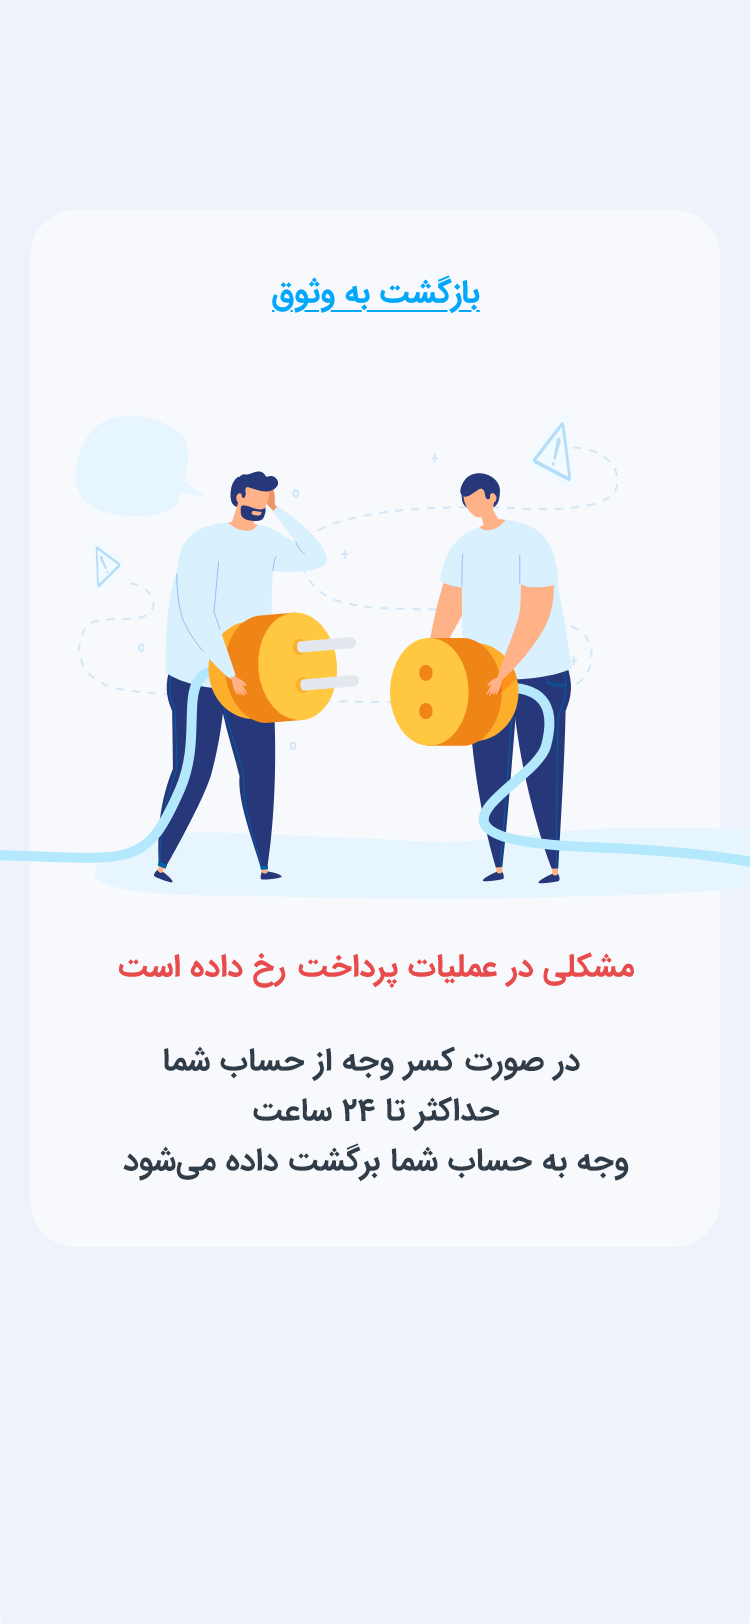 بازگشت به وثوق
مشکلی در عملیات پرداخت رخ داده است
در صورت کسر وجه از حساب شما
حداکثر تا ۲۴ ساعت
وجه به حساب شما برگشت داده می‌شود